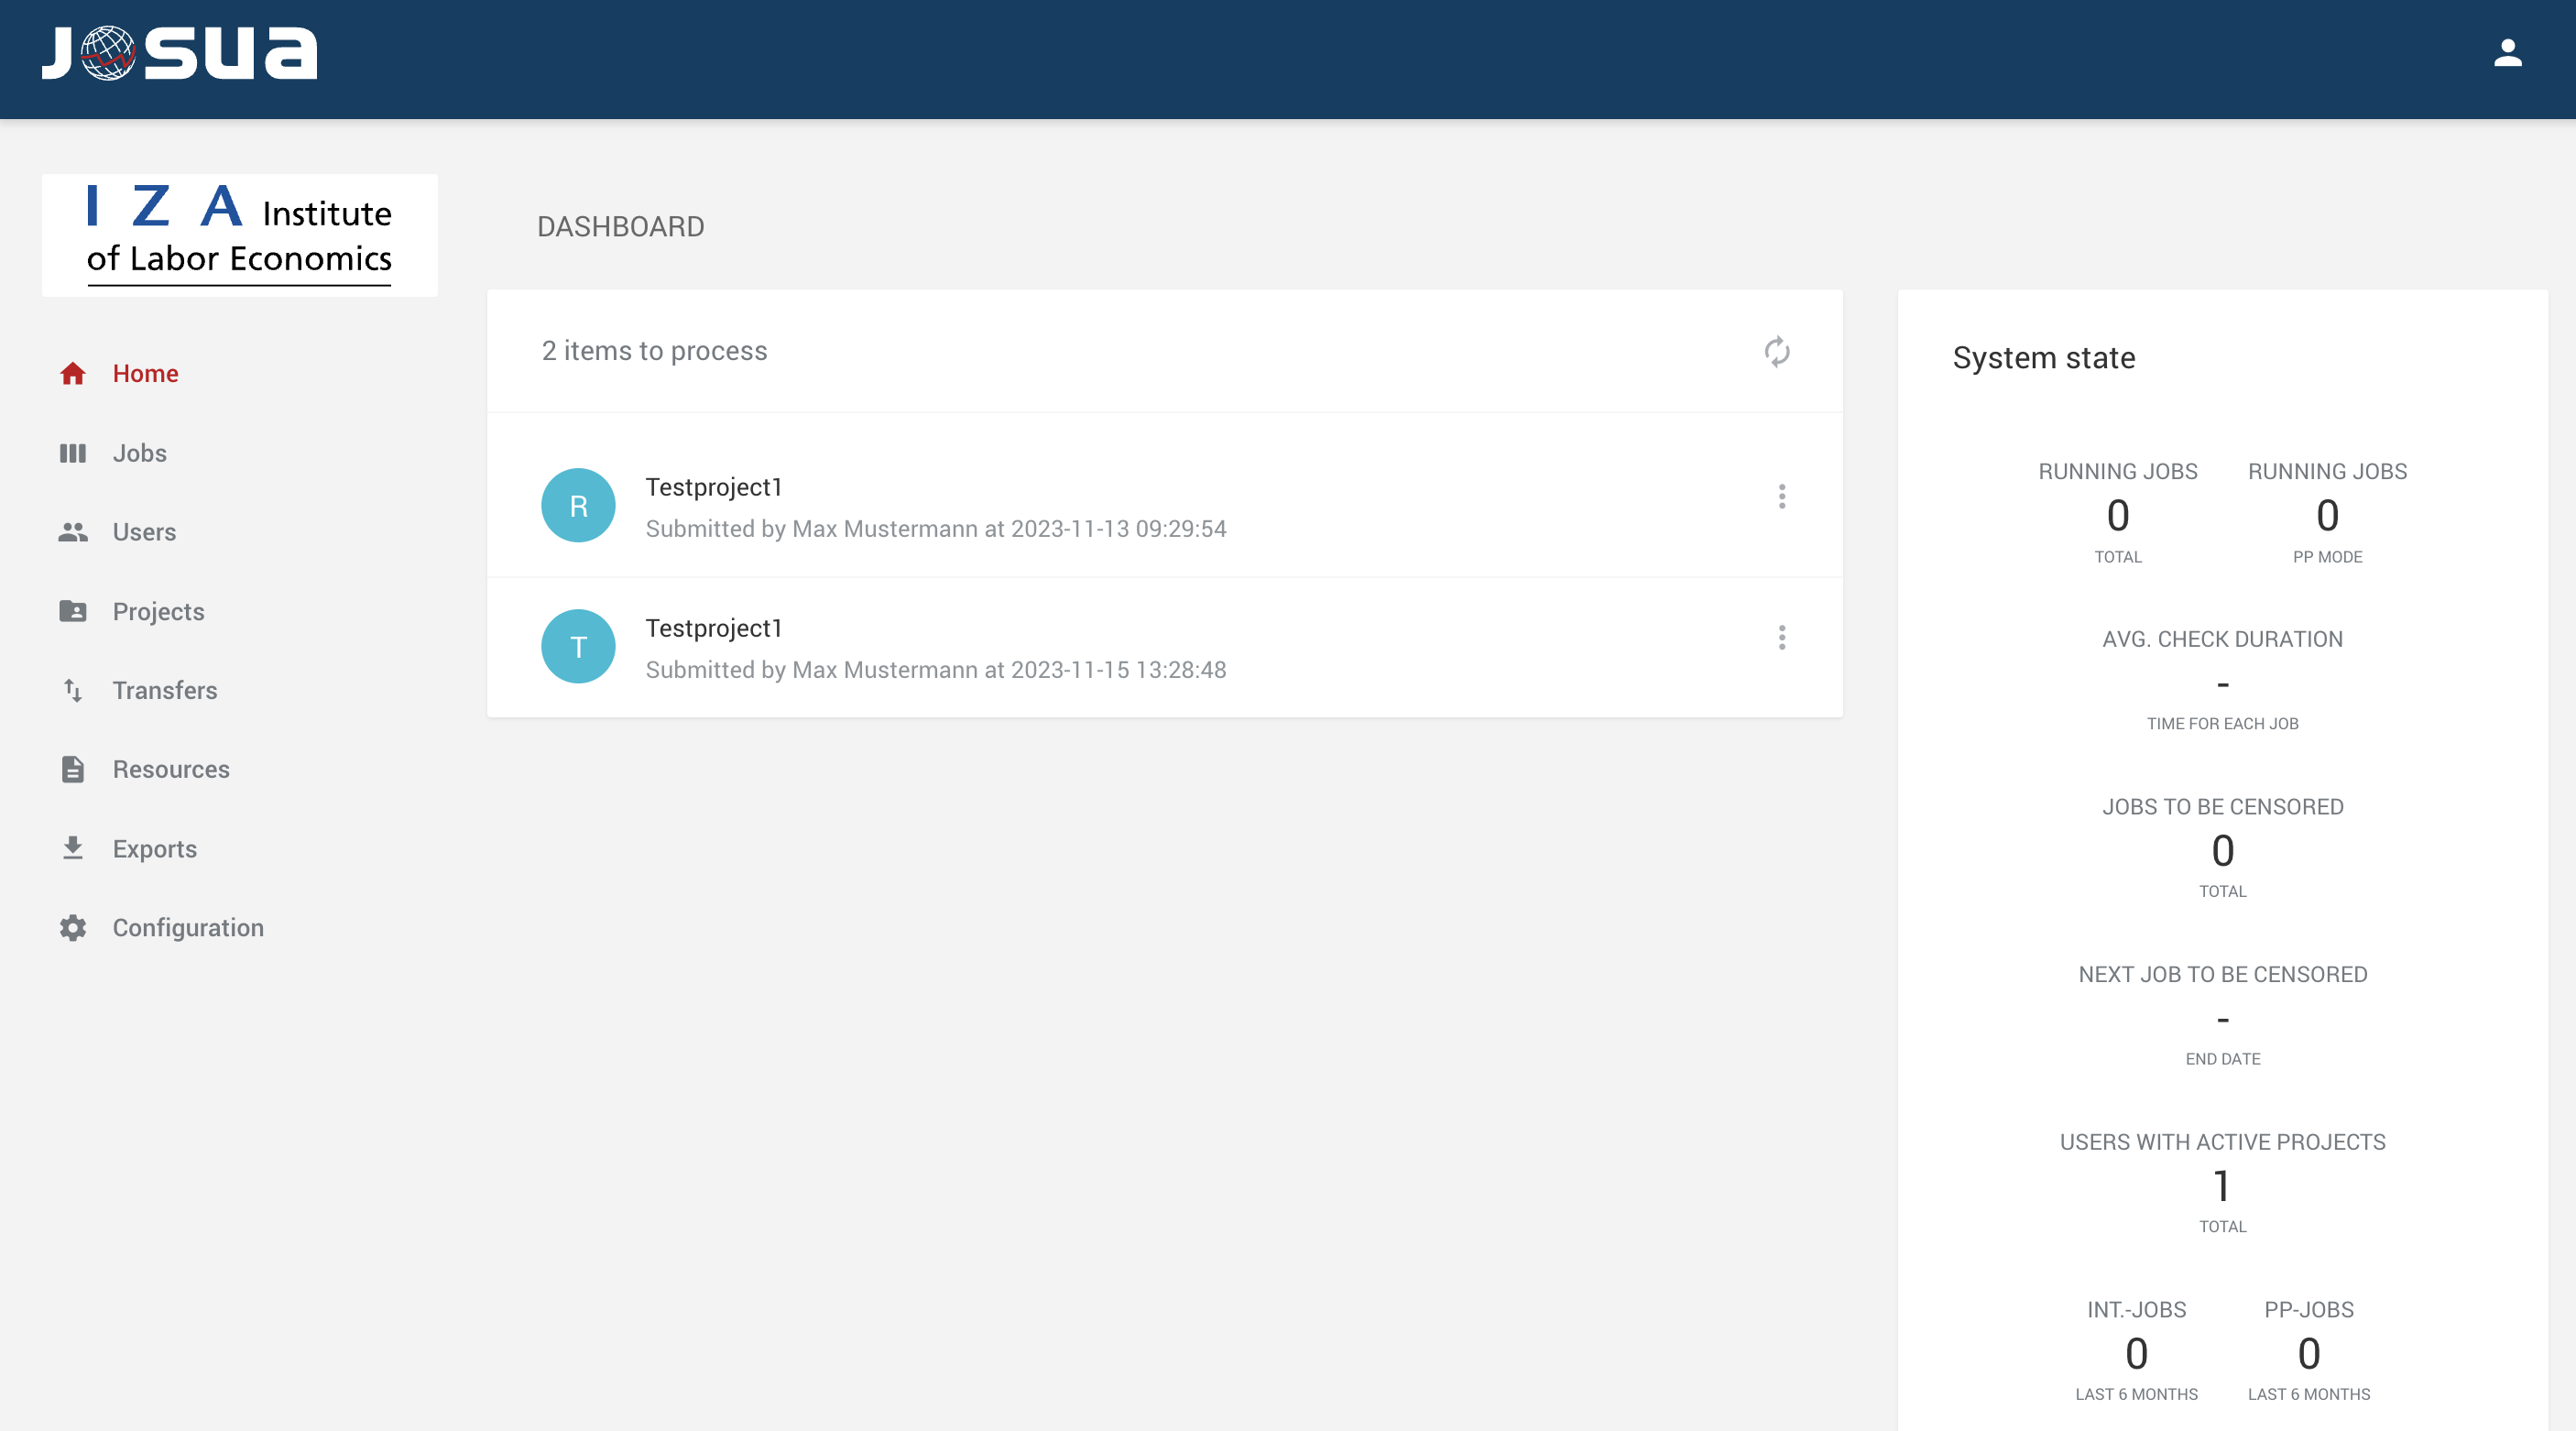 JOSUA
IZA Institute
of Labor Economics
Home
Jobs
Users
Projects
Transfers
Resources
Exports
Configuration
DASHBOARD
2 items to process
R
Testproject1
Submitted by Max Mustermann at 2023-11-13 09:29:54
T
Testproject1
Submitted by Max Mustermann at 2023-11-15 13:28:48
System state
RUNNING JOBS RUNNING JOBS
0 0
TOTAL PP MODE
AVG. CHECK DURATION
-
TIME FOR EACH JOB
JOBS TO BE CENSORED
0
TOTAL
NEXT JOB TO BE CENSORED
-
END DATE
USERS WITH ACTIVE PROJECTS
1
TOTAL
INT.-JOBS PP-JOBS
0 0
LAST 6 MONTHS LAST 6 MONTHS